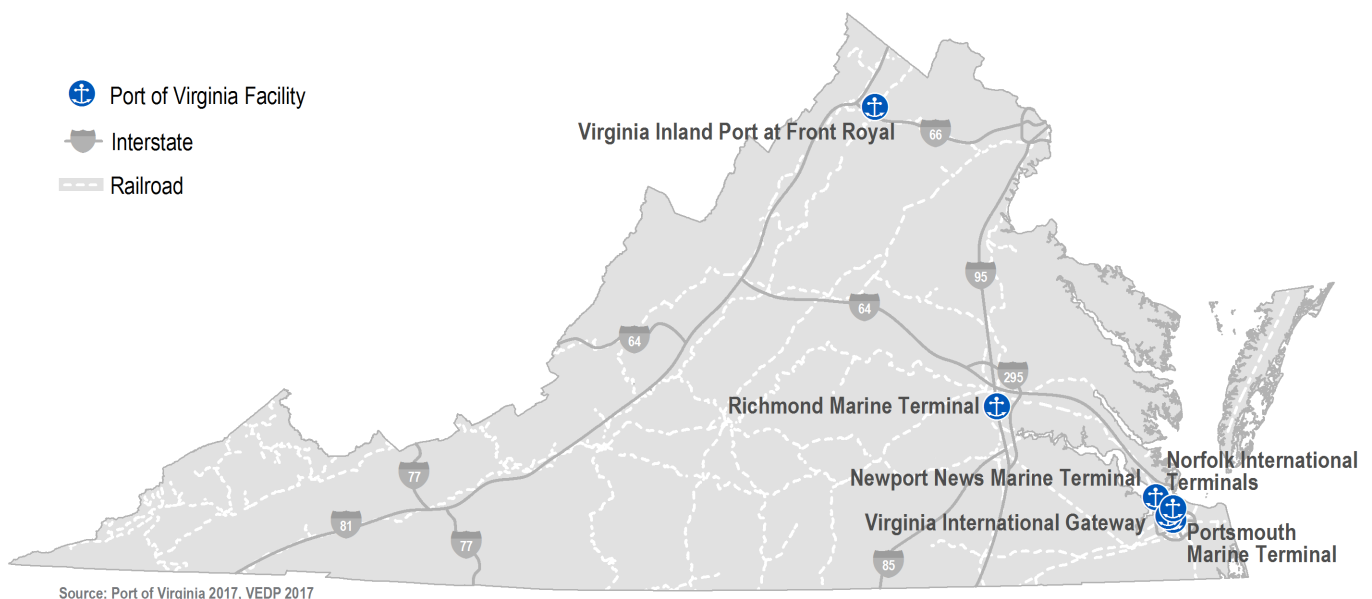 Port of Virginia Facility
Interstate
Railroad
Virginia Inland Port at Front Royal
66
95
64
64
295
Richmond Marine Terminal
Norfolk International
Terminals
Newport News Marine Terminal
77
Virginia International Gateway
81
77
Portsmouth
Marine Terminal
85
Source: Port of Virginia 2017, VEDP 2017